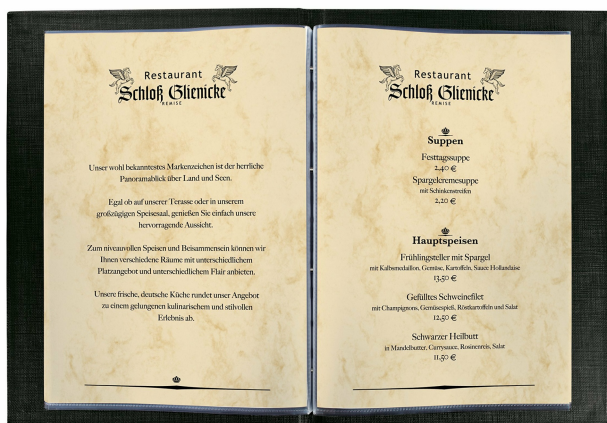 Restaurant
Schloß Glienicke
REMISE
Unser wohl bekanntestes Markenzeichen ist der herrliche
Panoramablick über Land und Seen.
Egal ob auf unserer Terasse oder in unserem
großzügigen Speisesaal, genießen Sie einfach unsere
hervorragende Aussicht.
Zum niveauvollen Speisen und Beisammensein können wir
Ihnen verschiedene Räume mit unterschiedlichem
Platzangebot und unterschiedlichem Flair anbieten.
Unsere frische, deutsche Küche rundet unser Angebot
zu einem gelungenen kulinarischem und stilvollen
Erlebnis ab.
Restaurant
Schloß Glienicke
REMISE
Suppen
Festtagssuppe
2,40 €
Spargelcremesuppe
mit Schinkenstreifen
2,20 €
Hauptspeisen
Frühlingsteller mit Spargel
mit Kalbsmedaillon, Gemüse, Kartoffeln, Sauce Hollandaise
13,50 €
Gefülltes Schweinefilet
mit Champignons, Gemüsespieß, Röstkartoffeln und Salat
12,50 €
Schwarzer Heilbutt
in Mandelbutter, Currysauce, Rosinenreis, Salat
11,50 €